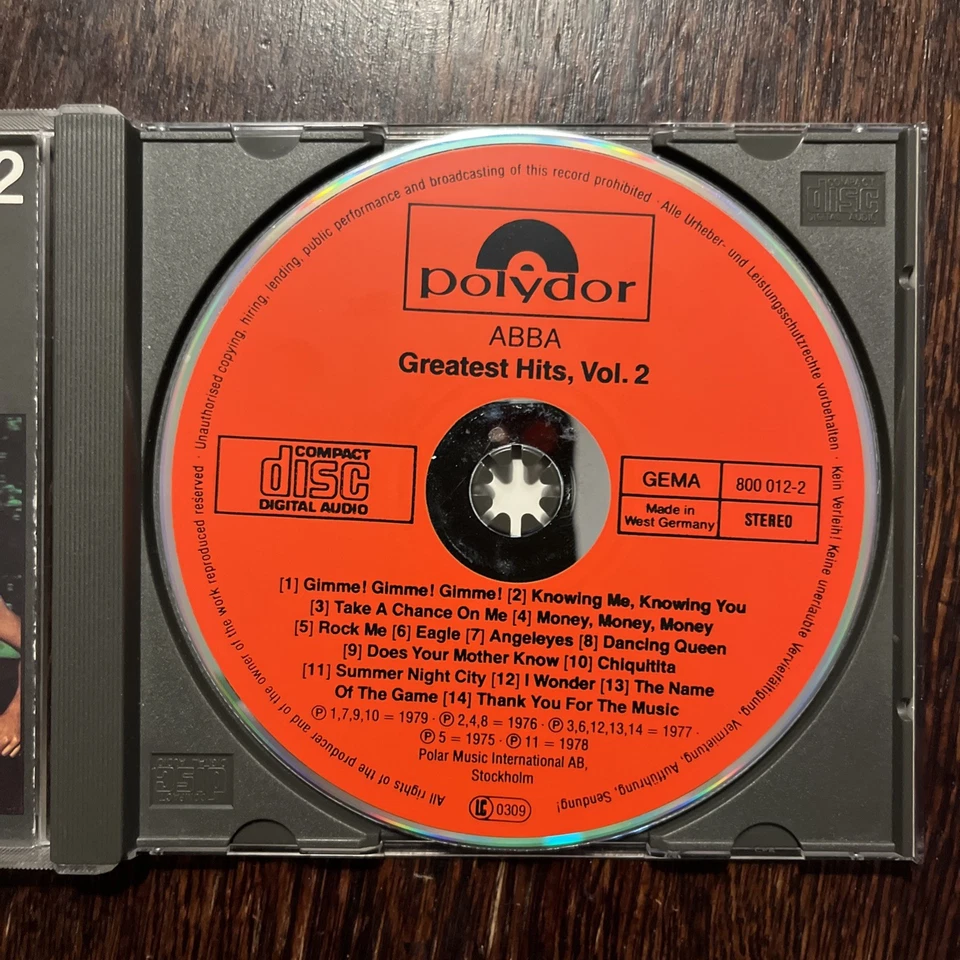 2
COMPACT
disc
DIGITAL AUDIO
Unauthorised copying, hiring, lending, public performance and broadcasting of this record prohibited · Alle Urheber- und Leistungsschutzrechte vorbehalten · Kein Verleih! Keine unerlaubte Vervielfältigung, Vermietung, Aufführung, Sendung!
polydor
ABBA
Greatest Hits, Vol. 2
COMPACT
disc
DIGITAL AUDIO
GEMA
800 012-2
Made in
West Germany
STEREO
[1] Gimme! Gimme! Gimme! [2] Knowing Me, Knowing You
[3] Take A Chance On Me [4] Money, Money, Money
[5] Rock Me [6] Eagle [7] Angeleyes [8] Dancing Queen
[9] Does Your Mother Know [10] Chiquitita
[11] Summer Night City [12] I Wonder [13] The Name
Of The Game [14] Thank You For The Music
Ⓟ 1,7,9,10 = 1979 · Ⓟ 2,4,8 = 1976 · Ⓟ 3,6,12,13,14 = 1977 ·
Ⓟ 5 = 1975 · Ⓟ 11 = 1978
Polar Music International AB,
Stockholm
LC 0309
All rights of the producer and of the owner of the work reproduced reserved ·